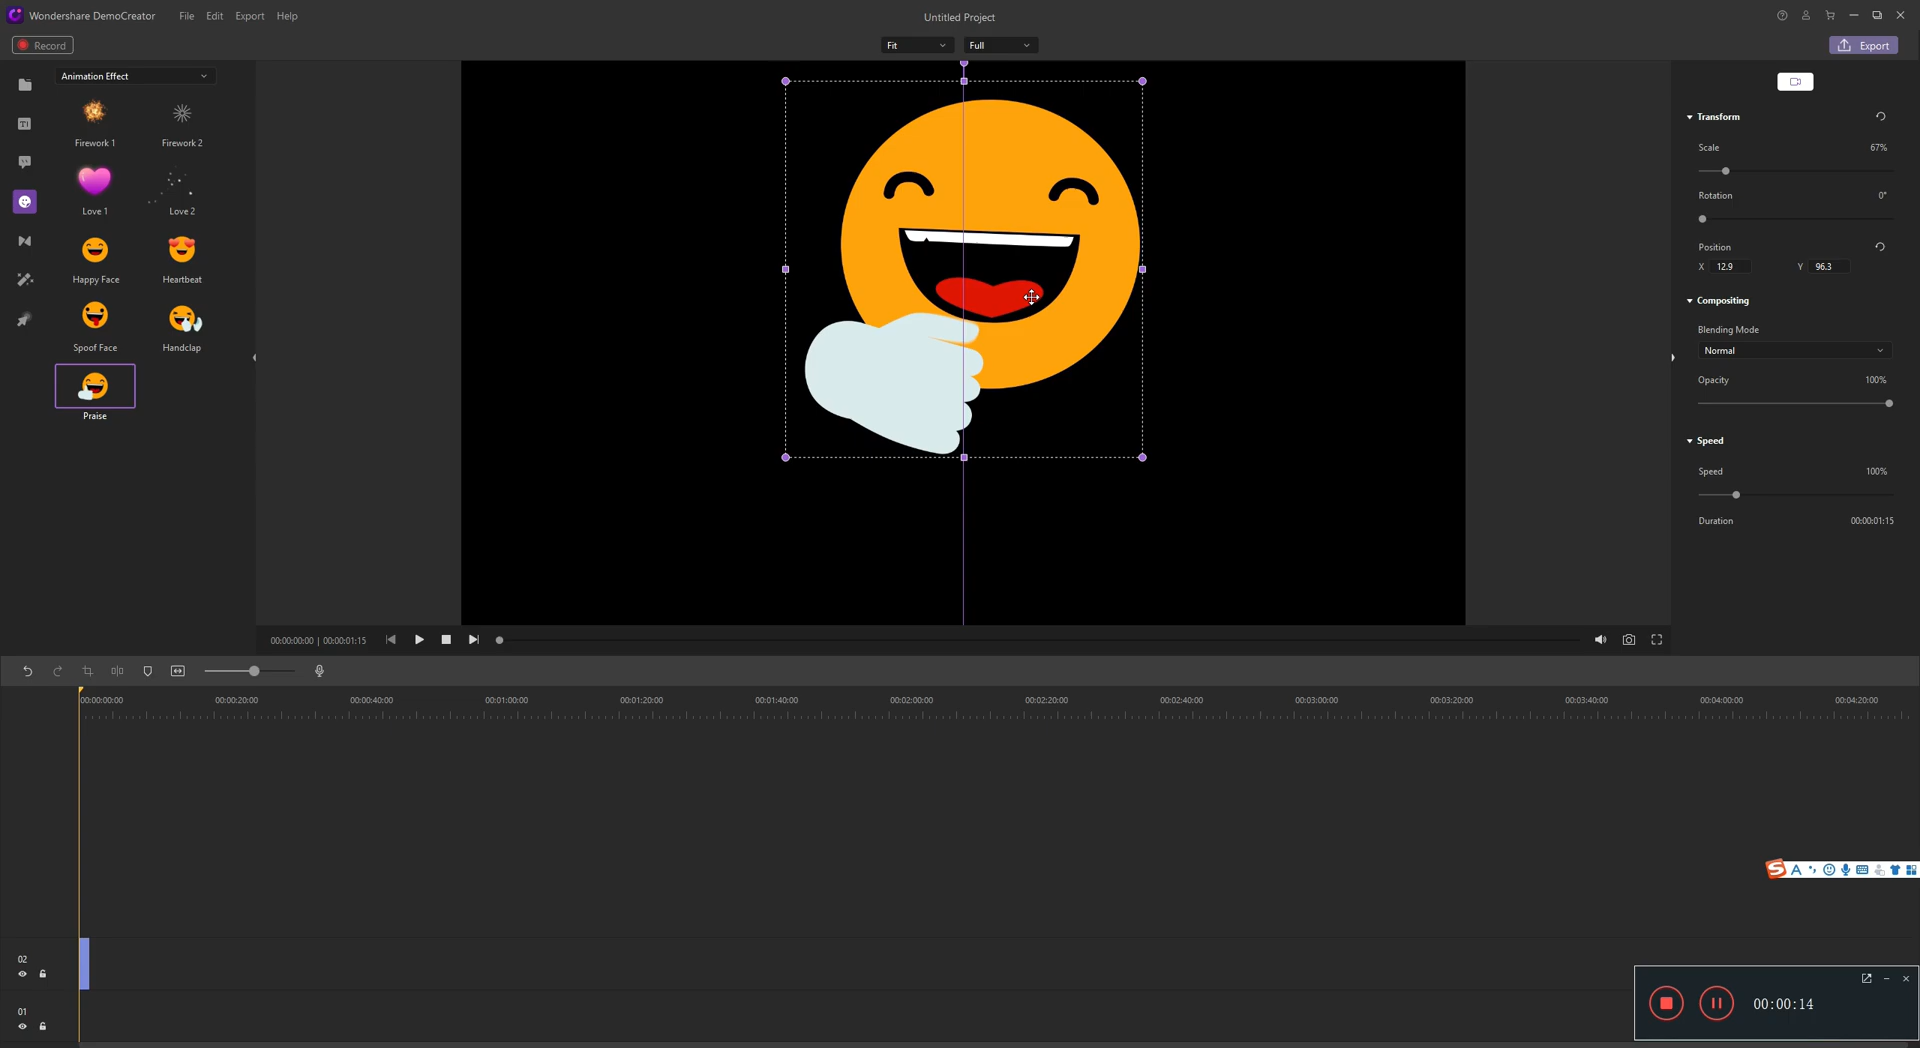 Wondershare DemoCreator File Edit Export Help Untitled Project
Record Fit Full Export
Animation Effect
Firework 1 Firework 2
Love 1 Love 2
Happy Face Heartbeat
Spoof Face Handclap
Praise
Transform
Scale 67%
Rotation 0°
Position
X 12.9 Y 96.3
Compositing
Blending Mode
Normal
Opacity 100%
Speed
Speed 100%
Duration 00:00:01:15
00:00:00:00 | 00:00:01:15
00:00:00:00 00:00:20:00 00:00:40:00 00:01:00:00 00:01:20:00 00:01:40:00 00:02:00:00 00:02:20:00 00:02:40:00 00:03:00:00 00:03:20:00 00:03:40:00 00:04:00:00 00:04:20:00
S A
02
01
00:00:14